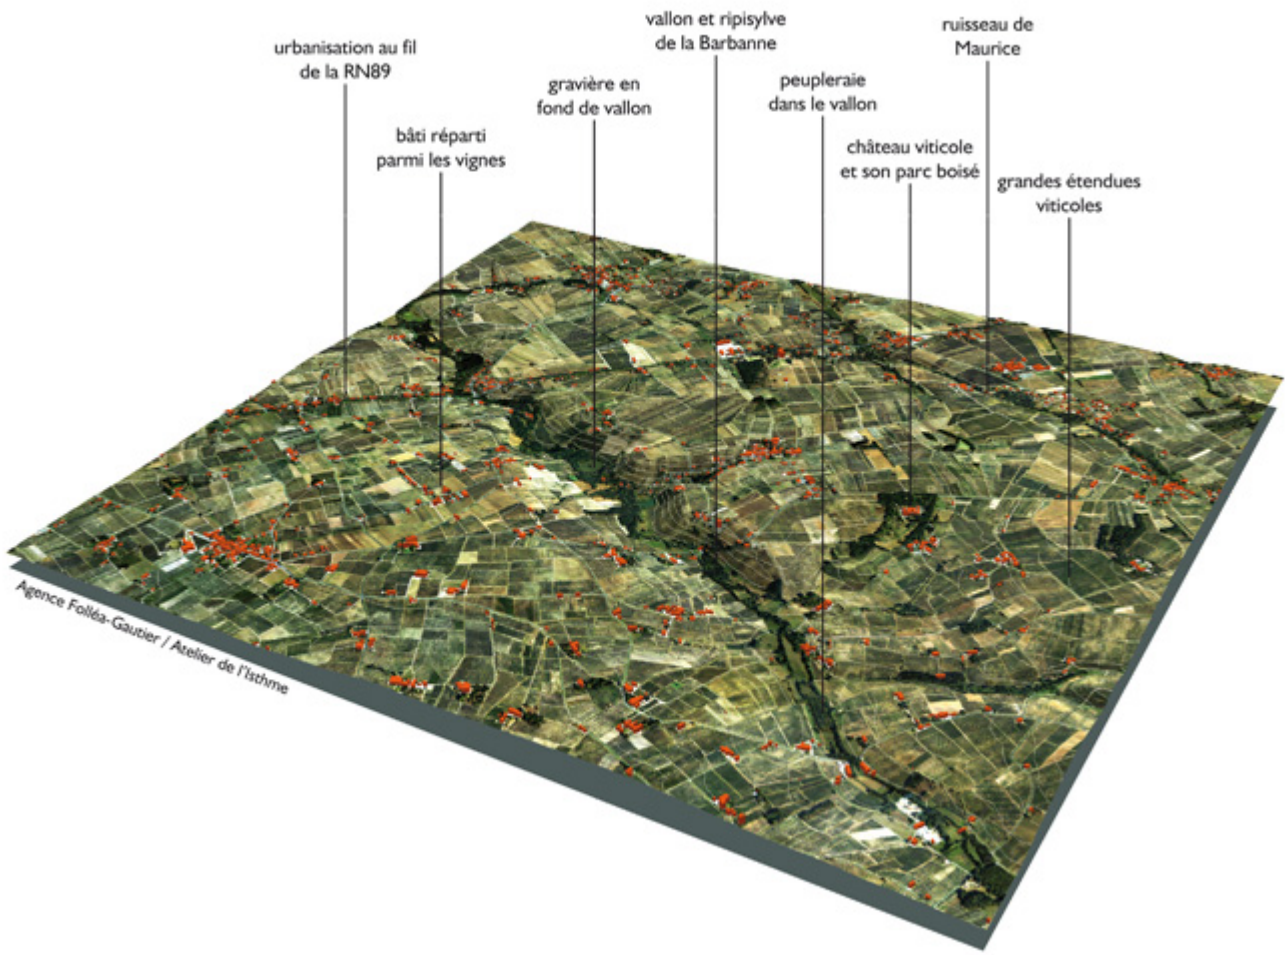 urbanisation au fil
de la RN89
bâti réparti
parmi les vignes
gravière en
fond de vallon
vallon et ripisylve
de la Barbanne
peupleraie
dans le vallon
château viticole
et son parc boisé
ruisseau de
Maurice
grandes étendues
viticoles
Agence Folléa-Gautier / Atelier de l'Isthme